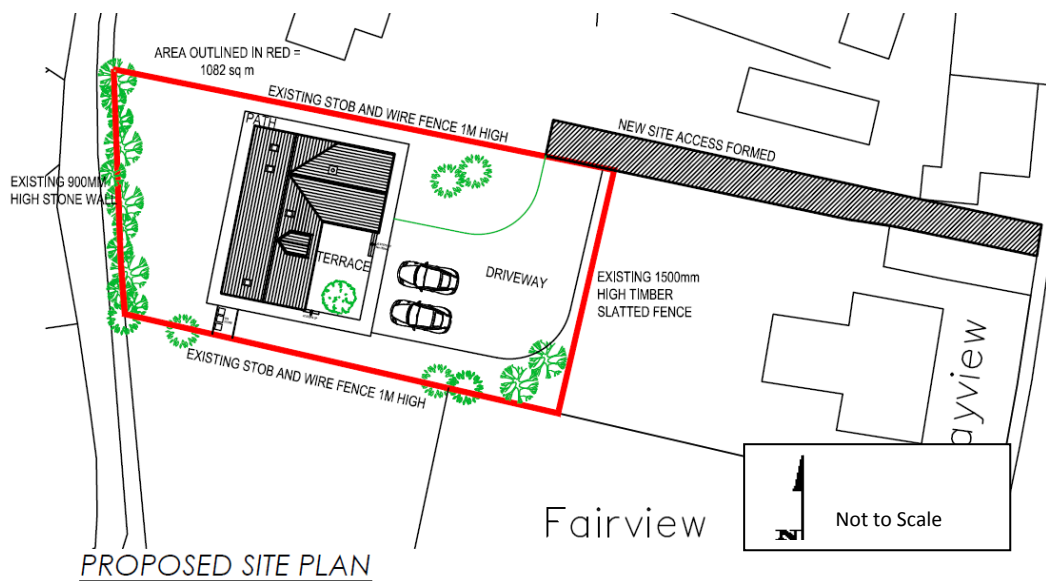 AREA OUTLINED IN RED =
1082 sq m
EXISTING STOB AND WIRE FENCE 1M HIGH
PATH
NEW SITE ACCESS FORMED
EXISTING 900MM
HIGH STONE WALL
TERRACE
DRIVEWAY
EXISTING 1500mm
HIGH TIMBER
SLATTED FENCE
EXISTING STOB AND WIRE FENCE 1M HIGH
ayview
Fairview
N
Not to Scale
PROPOSED SITE PLAN